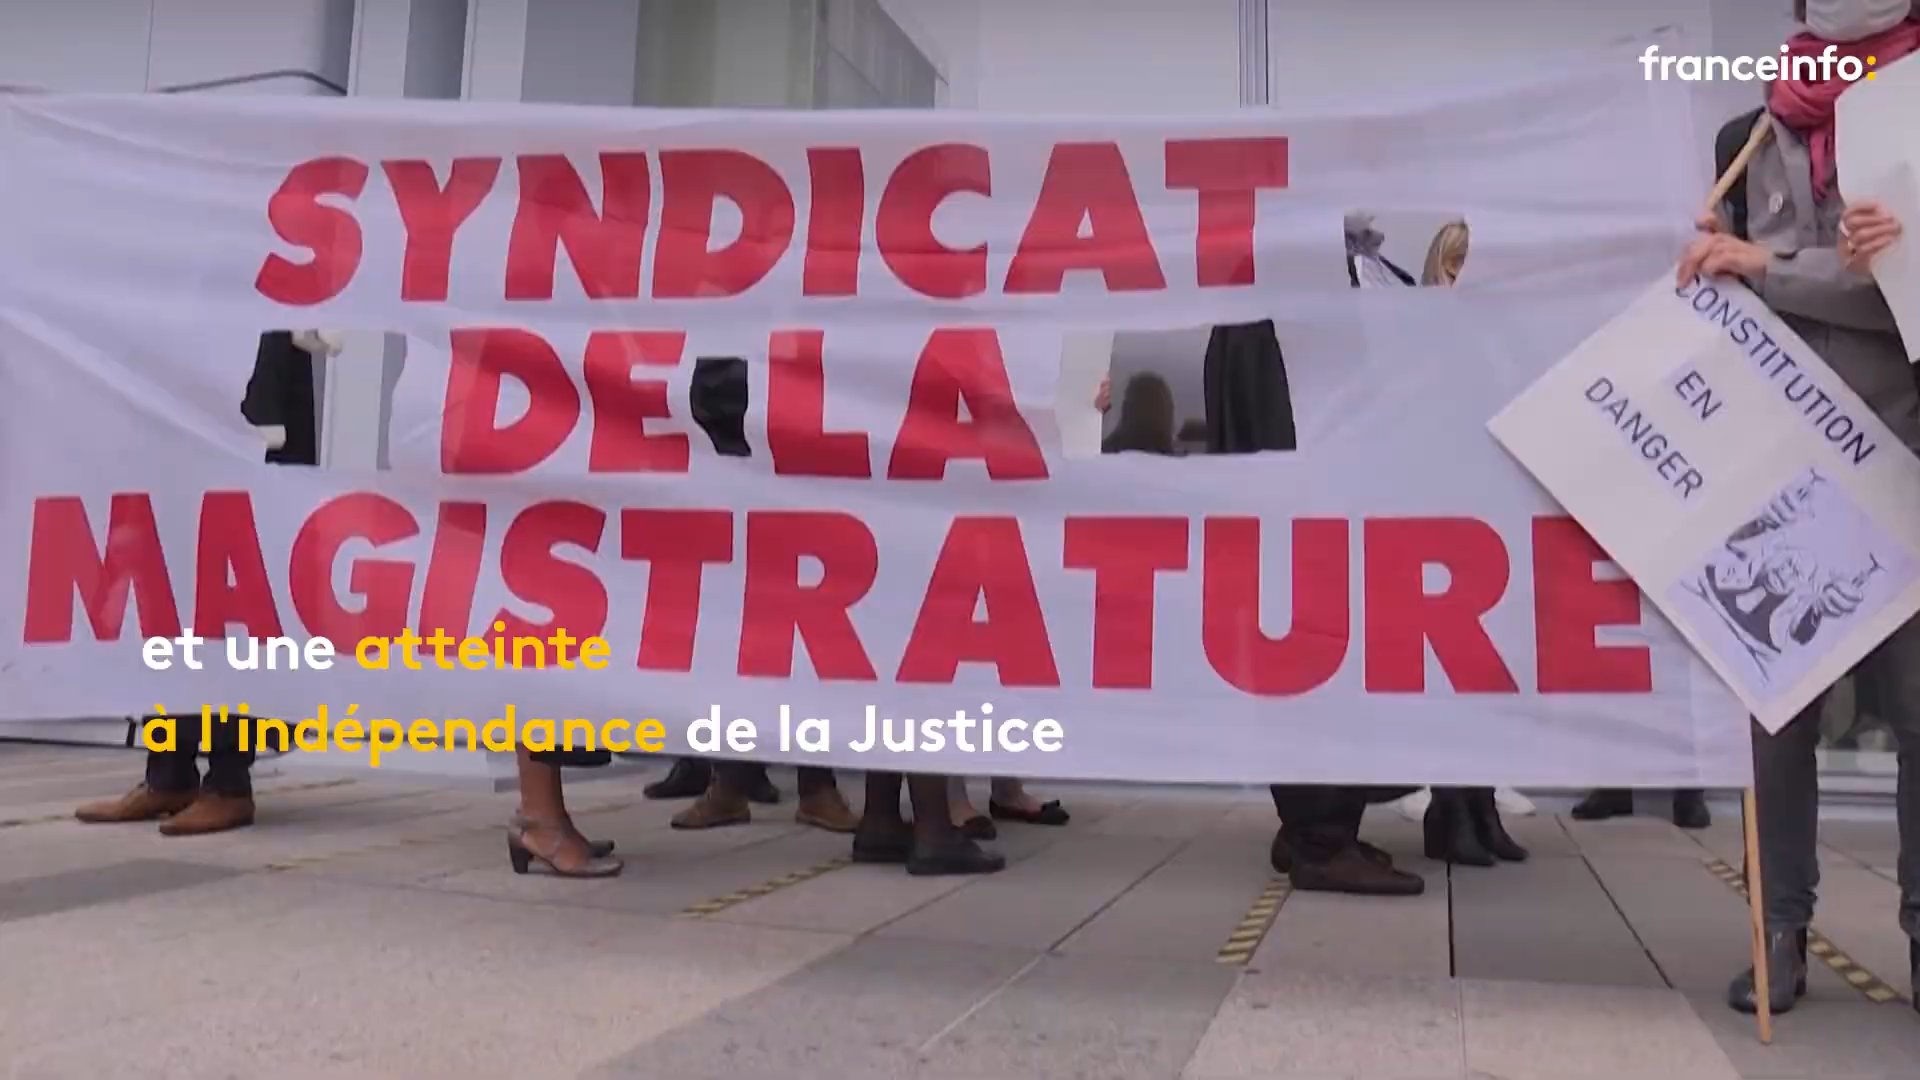 franceinfo:
SYNDICAT
DE LA
MAGISTRATURE
CONSTITUTION
EN
DANGER
et une atteinte
à l'indépendance de la Justice